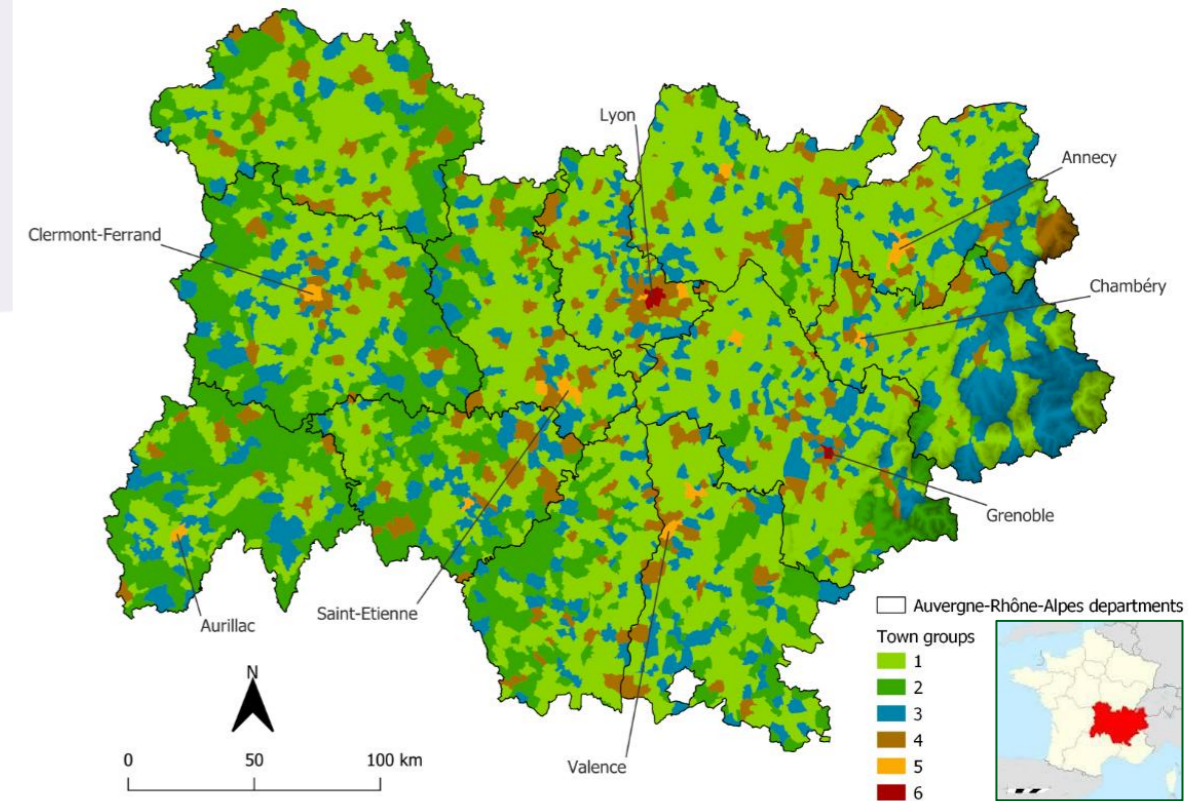 Lyon
Annecy
Clermont-Ferrand
Chambéry
Grenoble
Saint-Etienne
Aurillac
Valence
N
0 50 100 km
Auvergne-Rhône-Alpes departments
Town groups
1
2
3
4
5
6